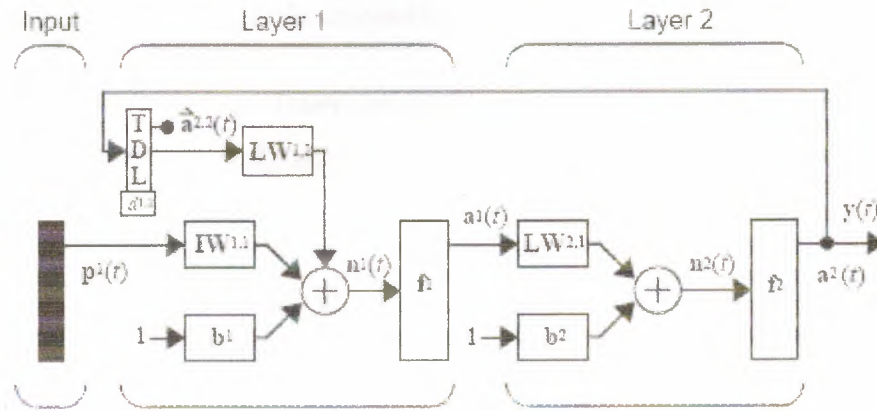 Input Layer 1 Layer 2
T D L
a²,²(t)
LW¹,²
p¹(t)
IW¹,¹
1
b¹
n¹(t)
f¹
a¹(t)
LW²,¹
1
b²
n²(t)
f²
y(t)
a²(t)